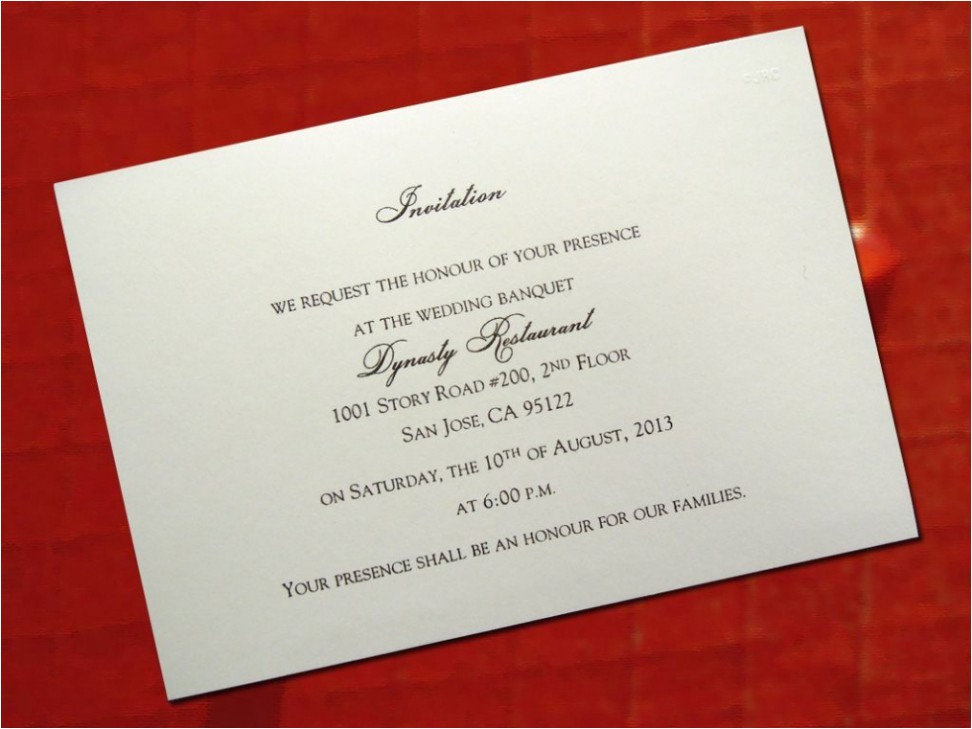 Invitation
WE REQUEST THE HONOUR OF YOUR PRESENCE
AT THE WEDDING BANQUET
Dynasty Restaurant
1001 STORY ROAD #200, 2ND FLOOR
SAN JOSE, CA 95122
ON SATURDAY, THE 10TH OF AUGUST, 2013
AT 6:00 P.M.
YOUR PRESENCE SHALL BE AN HONOUR FOR OUR FAMILIES.